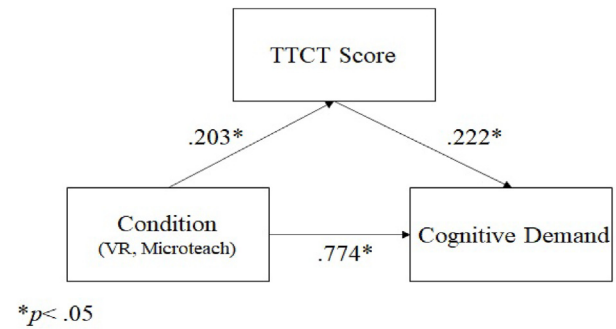 TTCT Score
.203*
.222*
Condition
(VR, Microteach)
Cognitive Demand
.774*
*p< .05